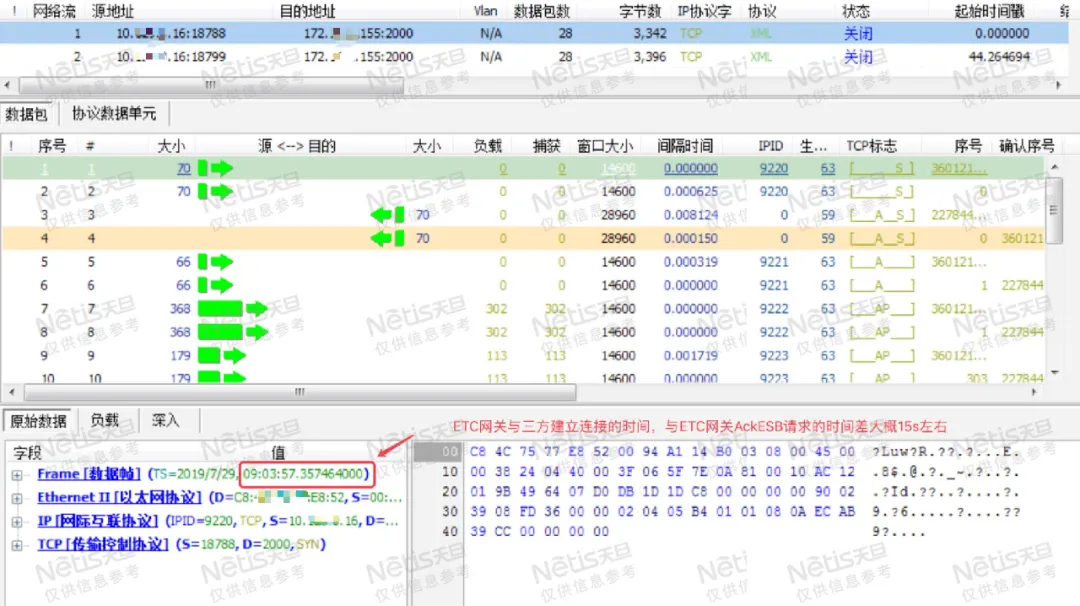 ! 网络流 源地址 目的地址 Vlan 数据包数 字节数 IP协议字 协议 状态 起始时间戳
1 10. .16:18788 172. .155:2000 N/A 28 3,342 TCP XML 关闭 0.000000
2 10. .16:18799 172. .155:2000 N/A 28 3,396 TCP XML 关闭 44.264694
数据包 协议数据单元
! 序号 # 大小 源 <--> 目的 大小 负载 捕获 窗口大小 间隔时间 IPID 生... TCP标志 序号 确认序号
1 1 70 0 0 14600 0.000000 9220 63 [____S_] 360121...
2 2 70 0 0 14600 0.000625 9220 63 [____S_] 0
3 3 70 0 0 28960 0.008124 0 59 [__A__S_] 227844...
4 4 70 0 0 28960 0.000150 0 59 [__A__S_] 0 360121
5 5 66 0 0 14600 0.000319 9221 63 [__A____] 360121...
6 6 66 0 0 14600 0.000000 9221 63 [__A____] 1 227844
7 7 368 302 302 14600 0.000000 9222 63 [__AP___] 360121...
8 8 368 302 302 14600 0.000000 9222 63 [__AP___] 1 227844
9 9 179 113 113 14600 0.001719 9223 63 [__AP___] 360121...
10 10 179 113 113 14600 0.000000 9223 63 [__AP___] 303 227844
原始数据 负载 深入
ETC网关与三方建立连接的时间，与ETC网关AckESB请求的时间差大概15s左右
字段 值
Frame [数据帧] (TS=2019/7/29, 09:03:57.357464000)
Ethernet II [以太网协议] (D=C8: :E8:52, S=00:...
IP [网际互联协议] (IPID=9220, TCP, S=10. .16, D=...
TCP [传输控制协议] (S=18788, D=2000, SYN)
00 C8 4C 75 77 E8 52 00 94 A1 14 B0 03 08 00 45 00 ?Luw?R.??.?...E.
10 00 38 24 04 40 00 3F 06 5F 7E 0A 81 00 10 AC 12 .8$.@.?._~.?..?.
20 01 9B 49 64 07 D0 DB 1D 1D C8 00 00 00 00 90 02 .?Id.??..?....?.
30 39 08 FD 36 00 00 02 04 05 B4 01 01 08 0A EC AB 9.?6.....?....??
40 39 CC 00 00 00 00 9?....
Netis天旦
仅供信息参考